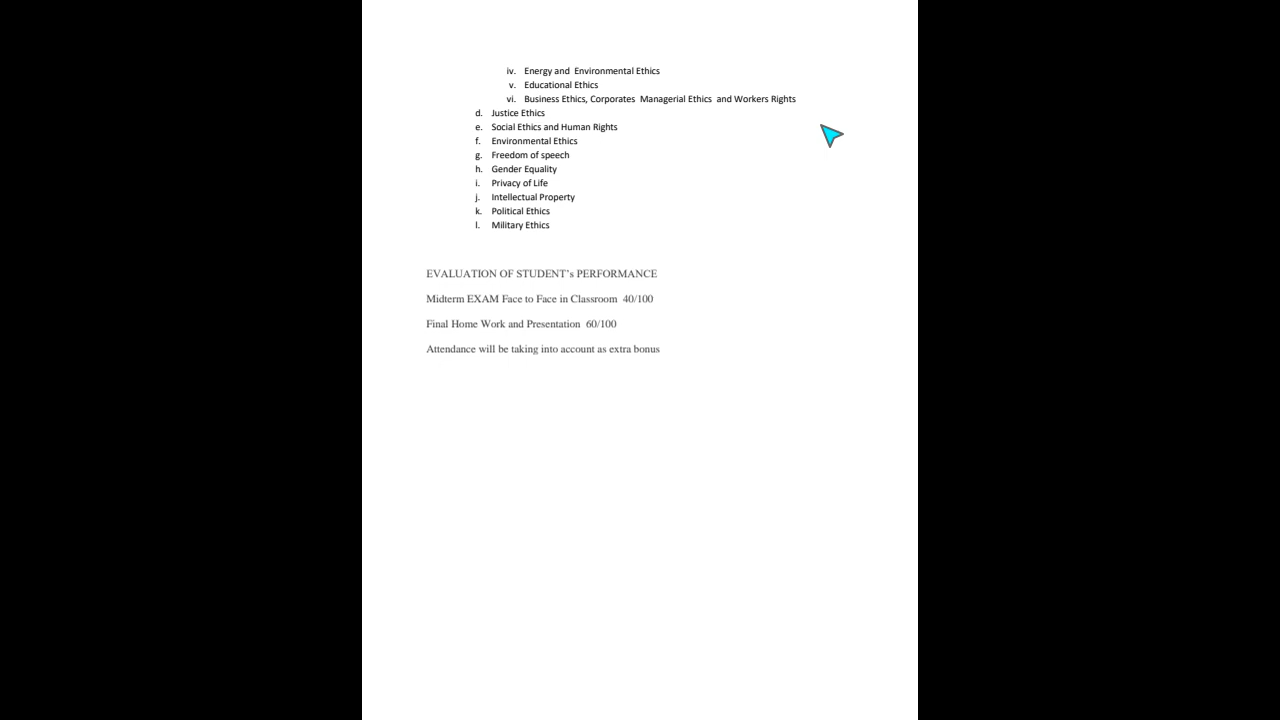 iv. Energy and Environmental Ethics
v. Educational Ethics
vi. Business Ethics, Corporates Managerial Ethics and Workers Rights
d. Justice Ethics
e. Social Ethics and Human Rights
f. Environmental Ethics
g. Freedom of speech
h. Gender Equality
i. Privacy of Life
j. Intellectual Property
k. Political Ethics
l. Military Ethics
EVALUATION OF STUDENT’s PERFORMANCE
Midterm EXAM Face to Face in Classroom 40/100
Final Home Work and Presentation 60/100
Attendance will be taking into account as extra bonus